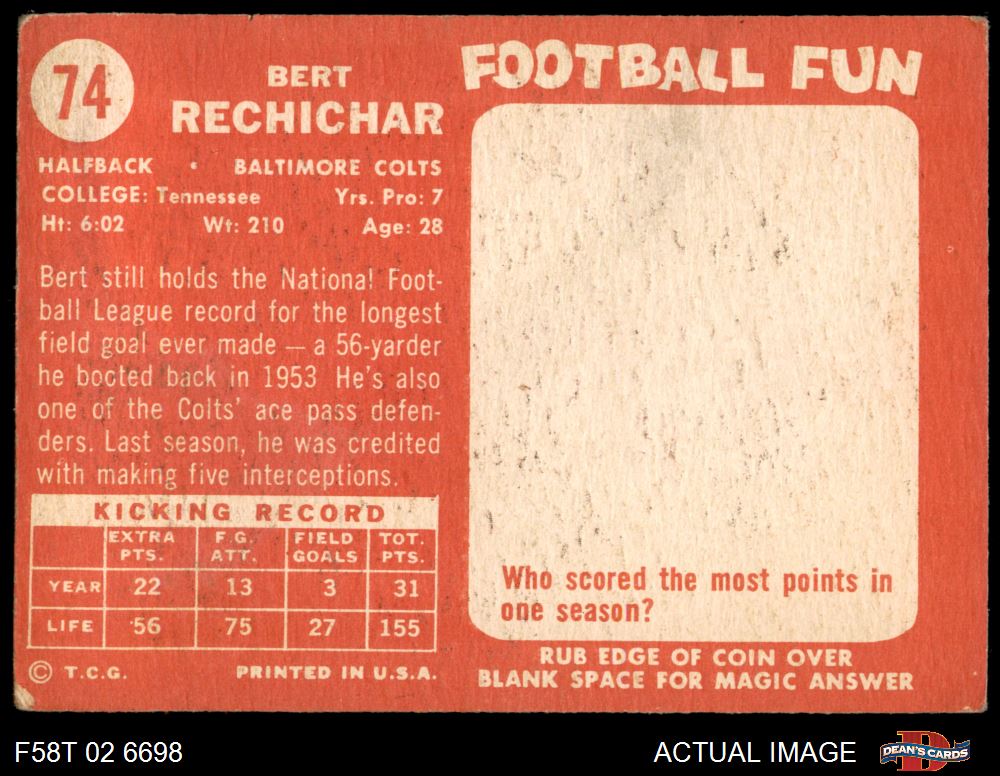 74
BERT
RECHICHAR
HALFBACK • BALTIMORE COLTS
COLLEGE: Tennessee Yrs. Pro: 7
Ht: 6:02 Wt: 210 Age: 28
Bert still holds the National Foot-
ball League record for the longest
field goal ever made — a 56-yarder
he booted back in 1953 He's also
one of the Colts' ace pass defen-
ders. Last season, he was credited
with making five interceptions.
KICKING RECORD
EXTRA PTS. F.G. ATT. FIELD GOALS TOT. PTS.
YEAR 22 13 3 31
LIFE 56 75 27 155
© T.C.G. PRINTED IN U.S.A.
FOOTBALL FUN
Who scored the most points in
one season?
RUB EDGE OF COIN OVER
BLANK SPACE FOR MAGIC ANSWER
F58T 02 6698 ACTUAL IMAGE DEAN'S CARDS